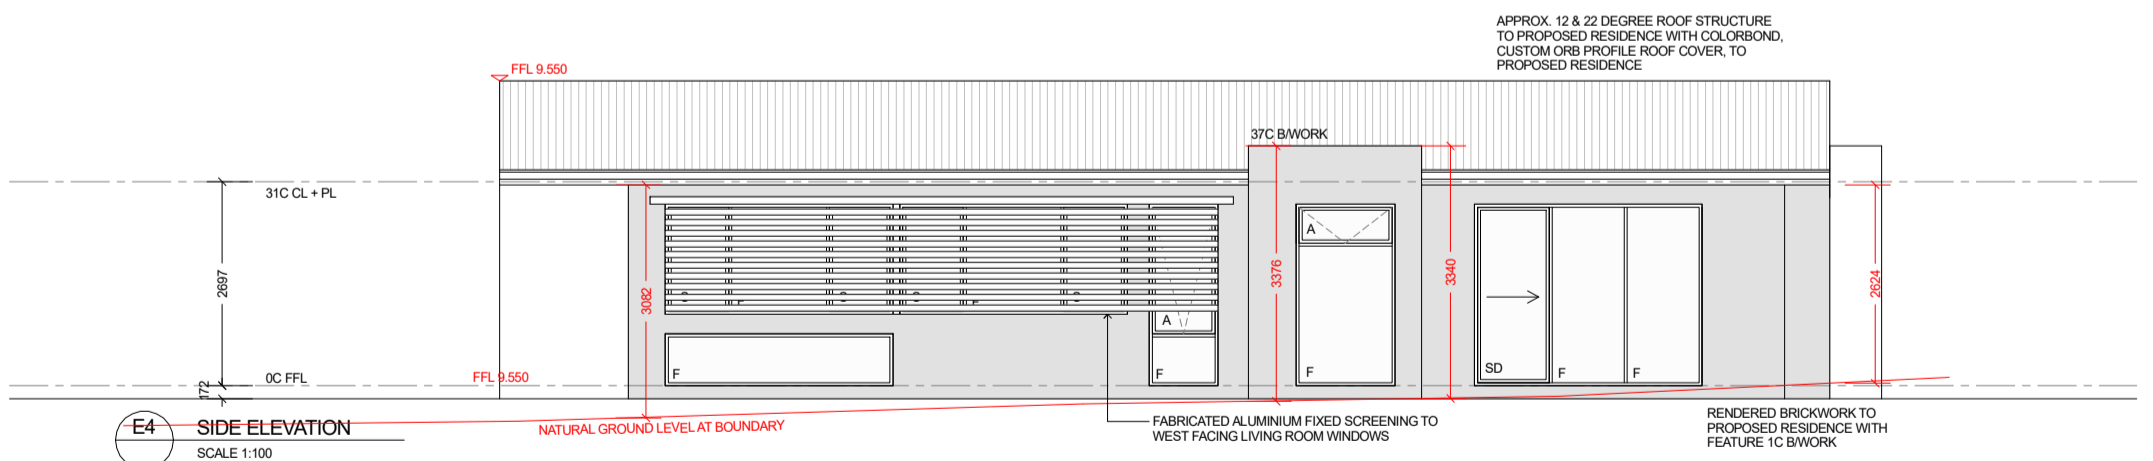 APPROX. 12 & 22 DEGREE ROOF STRUCTURE
TO PROPOSED RESIDENCE WITH COLORBOND,
CUSTOM ORB PROFILE ROOF COVER, TO
PROPOSED RESIDENCE
FFL 9.550
37C B/WORK
31C CL + PL
2697
3082
3376
3340
2624
A
F
A
F
F
SD
F
F
F
0C FFL
FFL 9.550
172
E4
SIDE ELEVATION
SCALE 1:100
NATURAL GROUND LEVEL AT BOUNDARY
FABRICATED ALUMINIUM FIXED SCREENING TO
WEST FACING LIVING ROOM WINDOWS
RENDERED BRICKWORK TO
PROPOSED RESIDENCE WITH
FEATURE 1C B/WORK